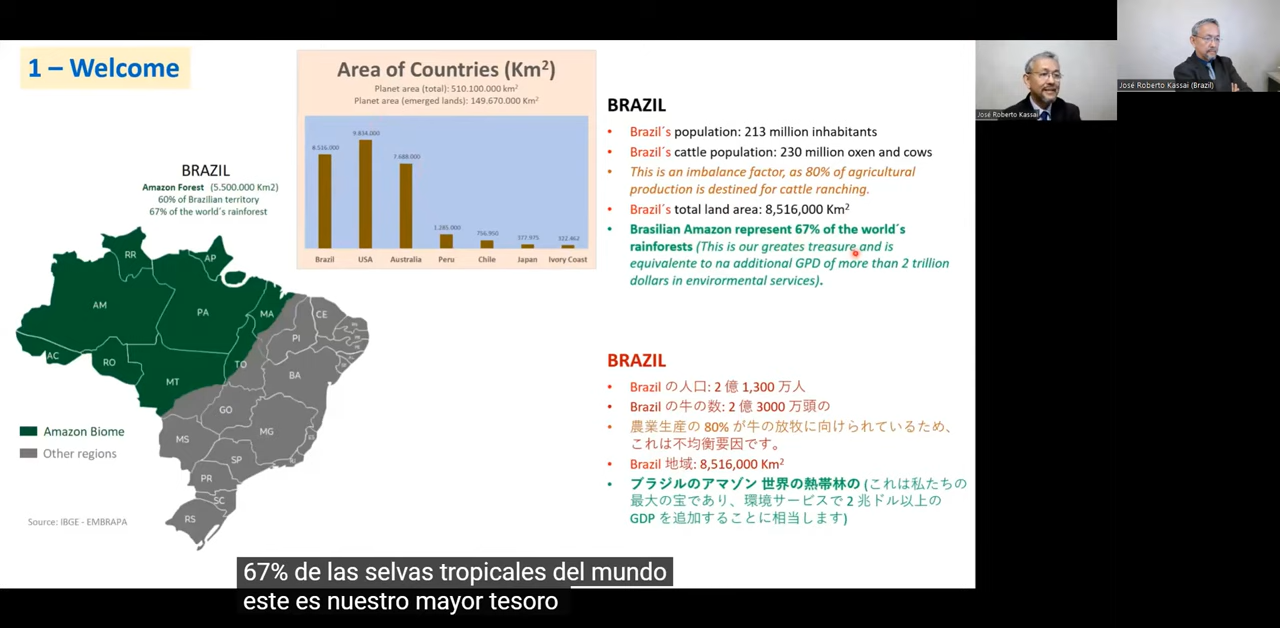 1 – Welcome
Area of Countries (Km²)
Planet area (total): 510.100.000 km²
Planet area (emerged lands): 149.670.000 Km²
8.516.000
9.834.000
7.688.000
1.285.000
756.950
377.975
322.462
Brazil USA Australia Peru Chile Japan Ivory Coast
BRAZIL
Amazon Forest (5.500.000 Km2)
60% of Brazilian territory
67% of the world´s rainforest
RR
AP
AM
PA
MA
CE
PI
AC
RO
TO
MT
BA
GO
MG
MS
ES
SP
RJ
PR
SC
RS
Amazon Biome
Other regions
Source: IBGE - EMBRAPA
BRAZIL
• Brazil´s population: 213 million inhabitants
• Brazil´s cattle population: 230 million oxen and cows
• This is an imbalance factor, as 80% of agricultural
production is destined for cattle ranching.
• Brazil´s total land area: 8,516,000 Km²
• Brasilian Amazon represent 67% of the world´s
rainforests (This is our greates treasure and is
equivalente to na additional GPD of more than 2 trillion
dollars in envirormental services).
BRAZIL
• Brazil の人口: 2 億 1,300 万人
• Brazil の牛の数: 2 億 3000 万頭の
• 農業生産の 80% が牛の放牧に向けられているため、
これは不均衡要因です。
• Brazil 地域: 8,516,000 Km²
• ブラジルのアマゾン 世界の熱帯林の (これは私たちの
最大の宝であり、環境サービスで 2 兆ドル以上の
GDP を追加することに相当します)
José Roberto Kassai
José Roberto Kassai (Brazil)
67% de las selvas tropicales del mundo
este es nuestro mayor tesoro